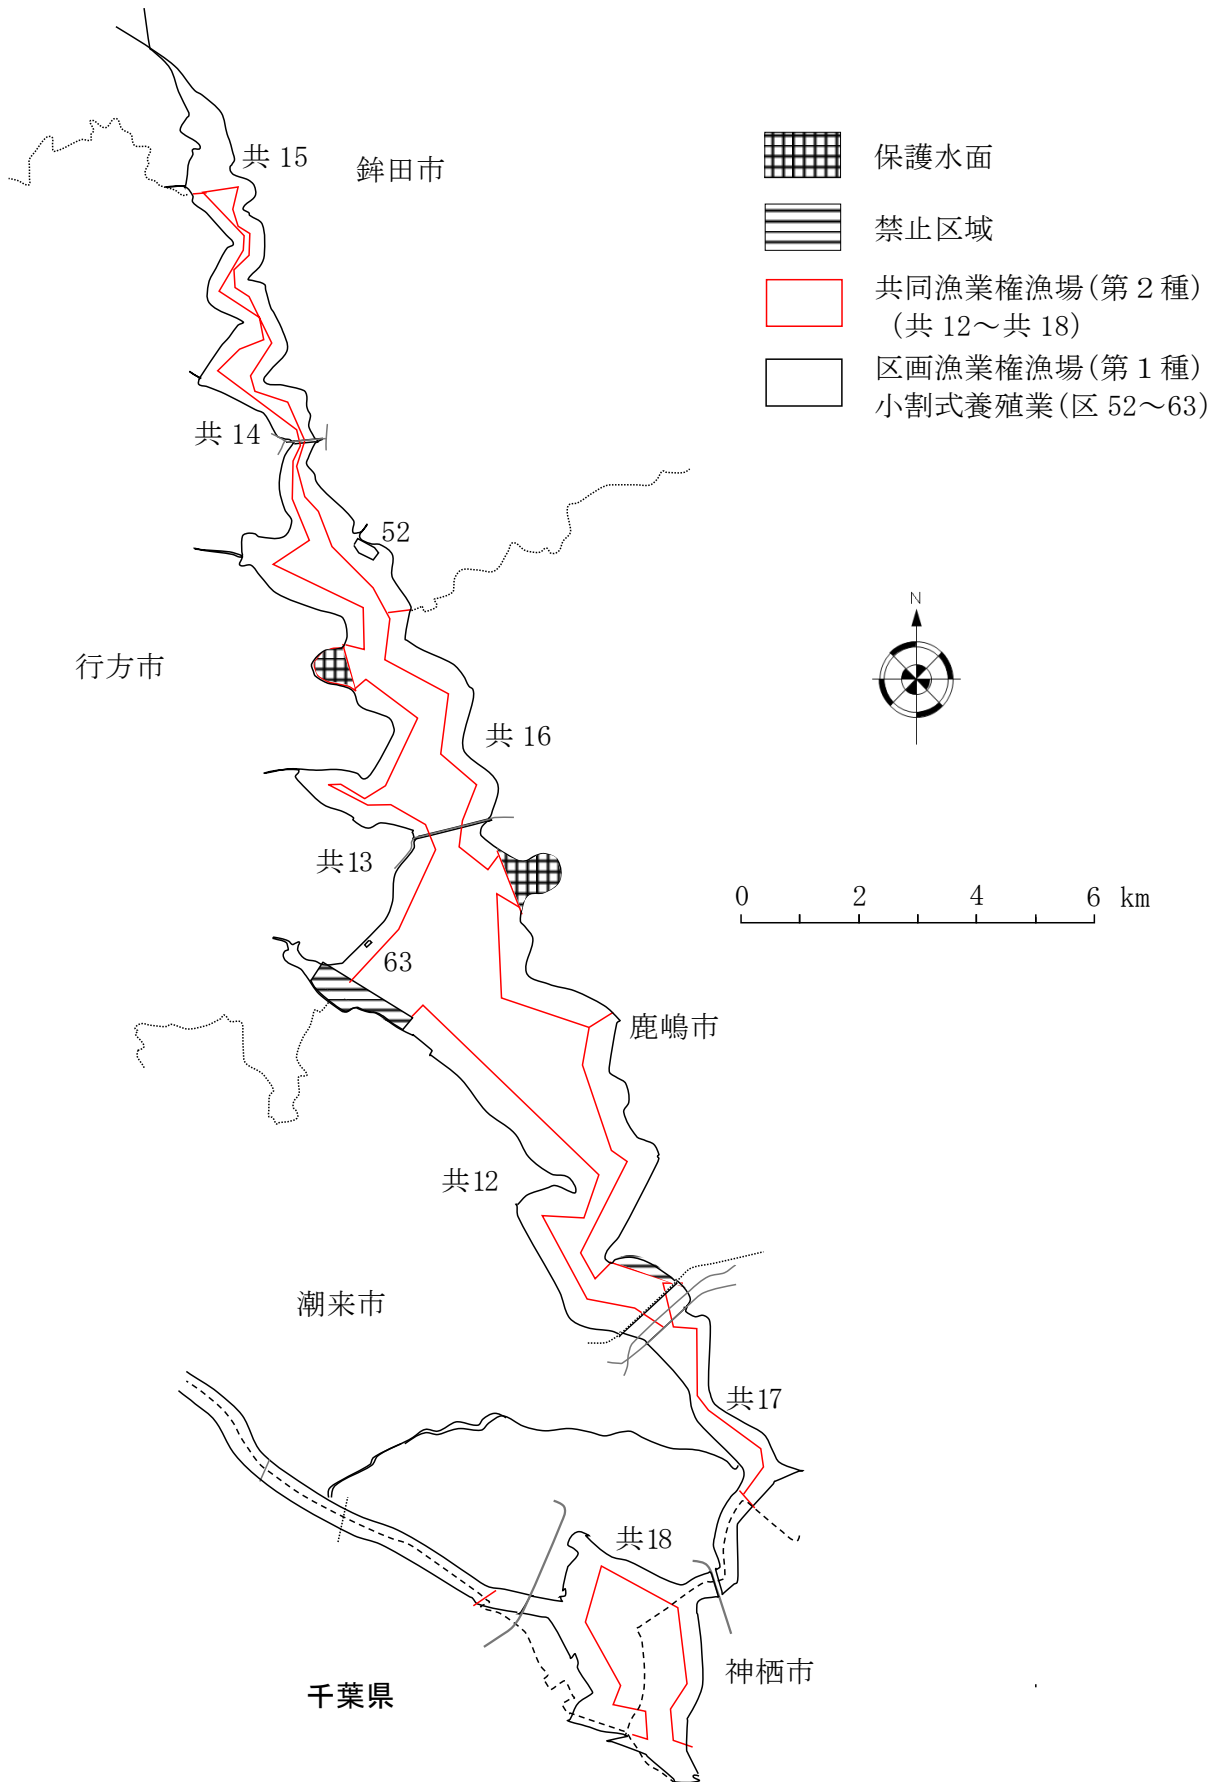 共 15
鉾田市
保護水面
禁止区域
共同漁業権漁場(第２種)
（共 12～共 18）
区画漁業権漁場(第１種)
小割式養殖業(区 52～63)
共 14
52
N
行方市
共 16
共13
0 2 4 6 km
63
鹿嶋市
共12
潮来市
共17
共18
神栖市
千葉県